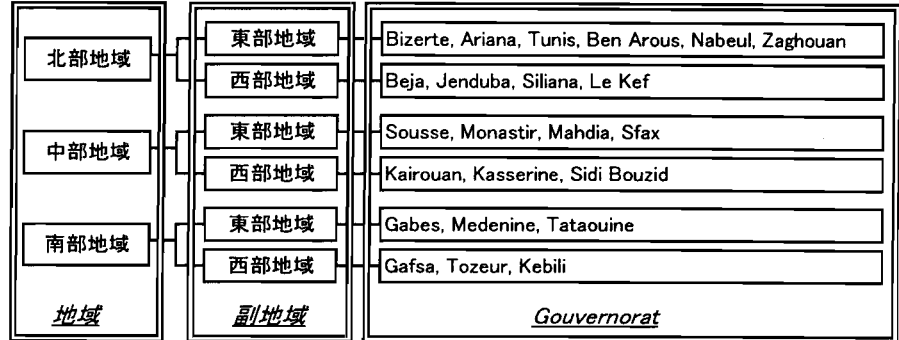 北部地域
東部地域
Bizerte, Ariana, Tunis, Ben Arous, Nabeul, Zaghouan
西部地域
Beja, Jenduba, Siliana, Le Kef
中部地域
東部地域
Sousse, Monastir, Mahdia, Sfax
西部地域
Kairouan, Kasserine, Sidi Bouzid
南部地域
東部地域
Gabes, Medenine, Tataouine
西部地域
Gafsa, Tozeur, Kebili
地域
副地域
Gouvernorat